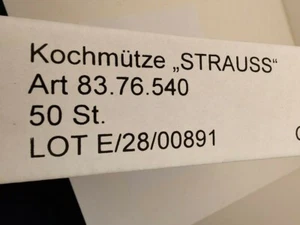 Kochmütze „STRAUSS“
Art 83.76.540
50 St.
LOT E/28/00891